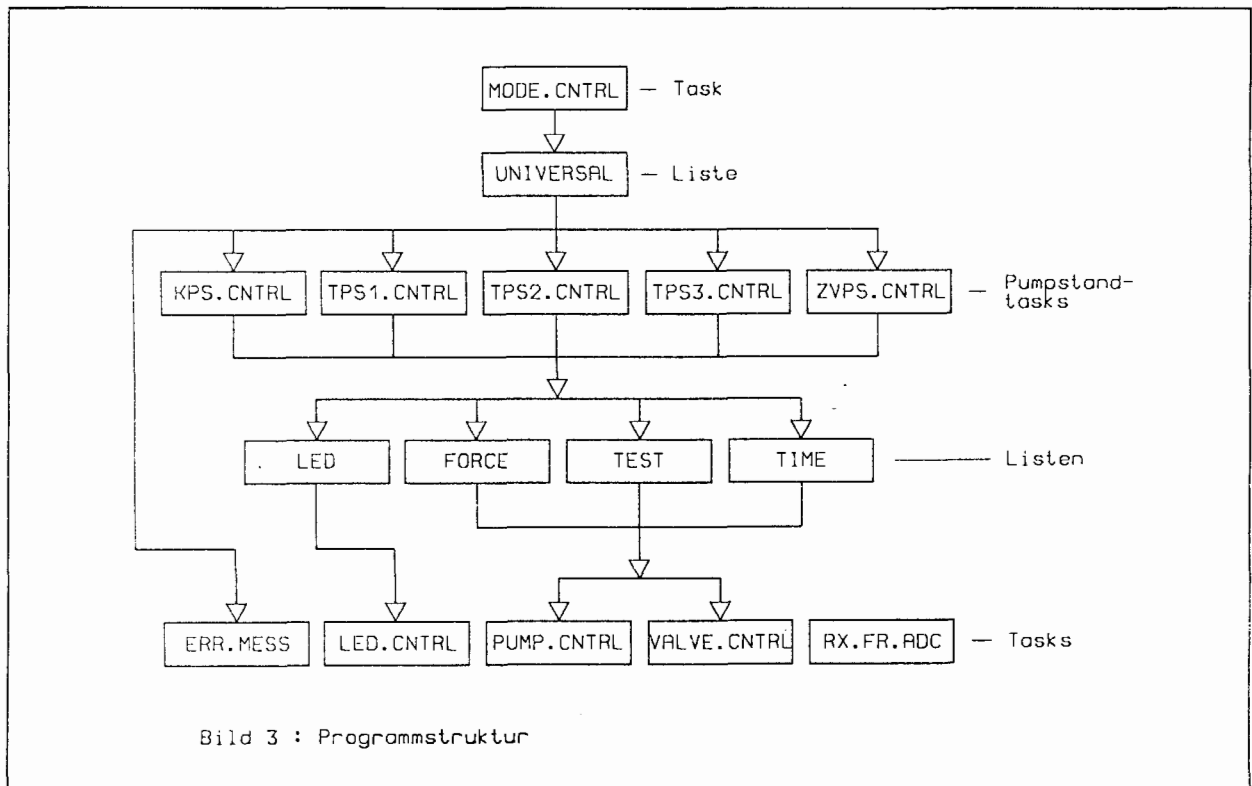 MODE.CNTRL — Task
UNIVERSAL — Liste
KPS.CNTRL TPS1.CNTRL TPS2.CNTRL TPS3.CNTRL ZVPS.CNTRL — Pumpstand-
tasks
LED FORCE TEST TIME — Listen
ERR.MESS LED.CNTRL PUMP.CNTRL VALVE.CNTRL RX.FR.ADC — Tasks
Bild 3 : Programmstruktur